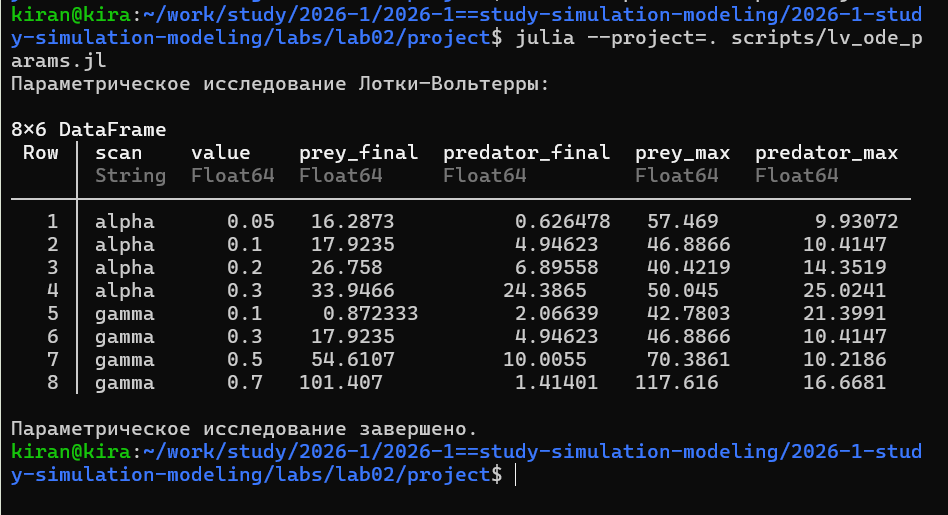 kiran@kira:~/work/study/2026-1/2026-1==study-simulation-modeling/2026-1-stud
y-simulation-modeling/labs/lab02/project$ julia --project=. scripts/lv_ode_p
arams.jl
Параметрическое исследование Лотки-Вольтерры:
8×6 DataFrame
Row scan value prey_final predator_final prey_max predator_max
String Float64 Float64 Float64 Float64 Float64
1 alpha 0.05 16.2873 0.626478 57.469 9.93072
2 alpha 0.1 17.9235 4.94623 46.8866 10.4147
3 alpha 0.2 26.758 6.89558 40.4219 14.3519
4 alpha 0.3 33.9466 24.3865 50.045 25.0241
5 gamma 0.1 0.872333 2.06639 42.7803 21.3991
6 gamma 0.3 17.9235 4.94623 46.8866 10.4147
7 gamma 0.5 54.6107 10.0055 70.3861 10.2186
8 gamma 0.7 101.407 1.41401 117.616 16.6681
Параметрическое исследование завершено.
kiran@kira:~/work/study/2026-1/2026-1==study-simulation-modeling/2026-1-stud
y-simulation-modeling/labs/lab02/project$